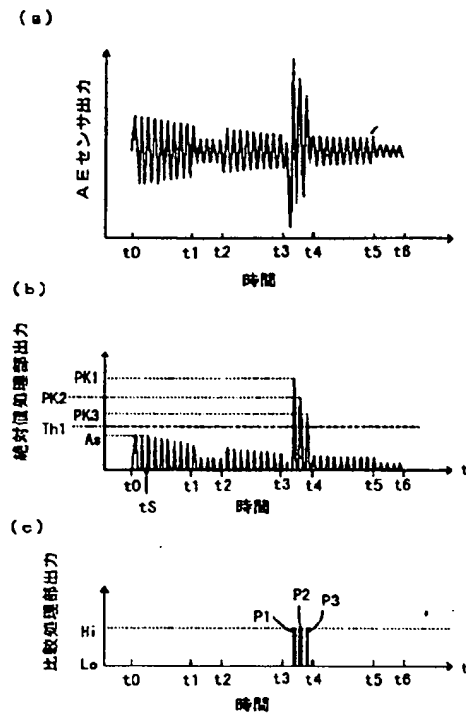 (a)
AEセンサ出力
t0 t1 t2 t3 t4 t5 t6
時間
(b)
絶対値処理部出力
PK1
PK2
PK3
Th1
As
t0 t1 t2 t3 t4 t5 t6 t
tS
時間
(c)
比較処理部出力
P1 P2 P3
Hi
Lo
t0 t1 t2 t3 t4 t5 t6 t
時間